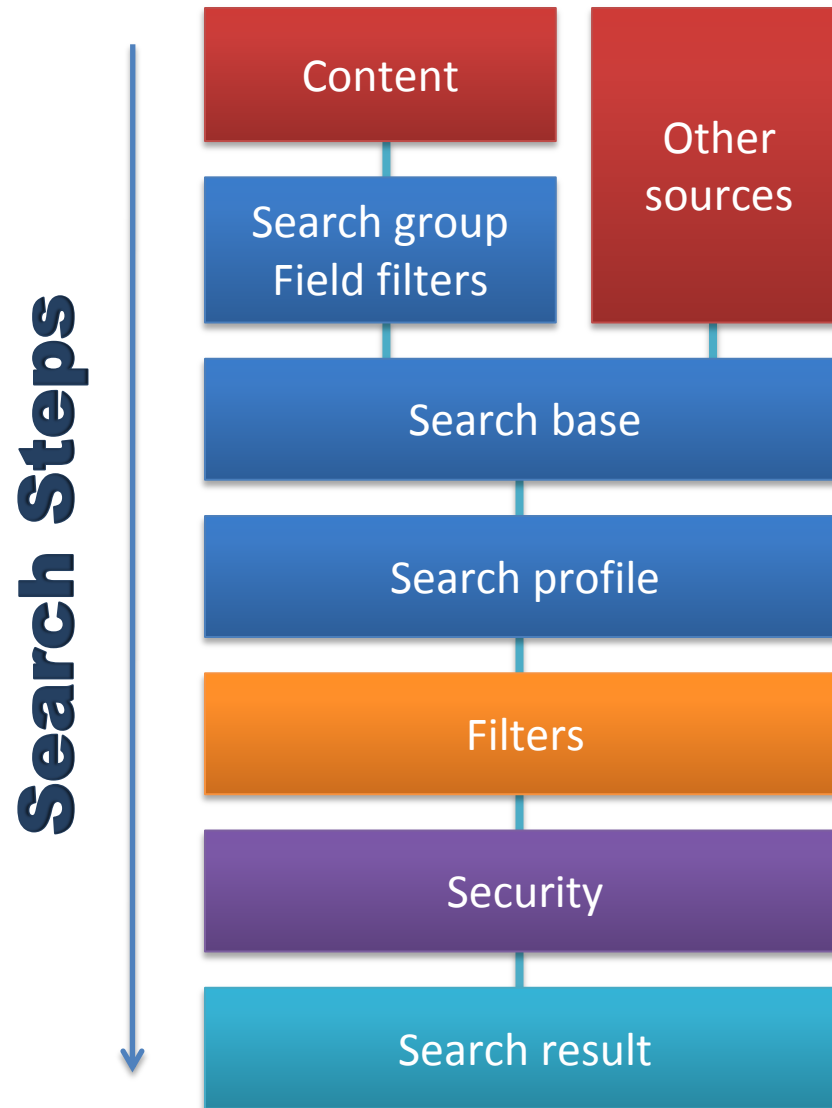 Search Steps
Content
Other
sources
Search group
Field filters
Search base
Search profile
Filters
Security
Search result